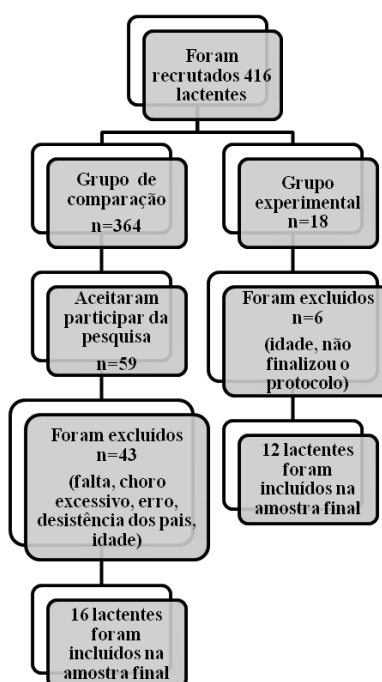 Foram
recrutados 416
lactentes
Grupo de
comparação
n=364
Grupo
experimental
n=18
Aceitaram
participar da
pesquisa
n=59
Foram excluídos
n=6
(idade, não
finalizou o
protocolo)
Foram excluídos
n=43
(falta, choro
excessivo, erro,
desistência dos pais,
idade)
12 lactentes
foram
incluídos na
amostra final
16 lactentes
foram
incluídos na
amostra final